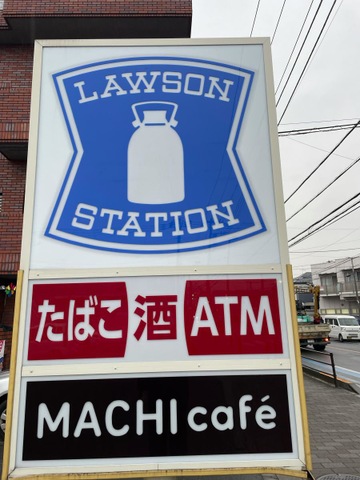 LAWSON
STATION
たばこ 酒 ATM
MACHI café